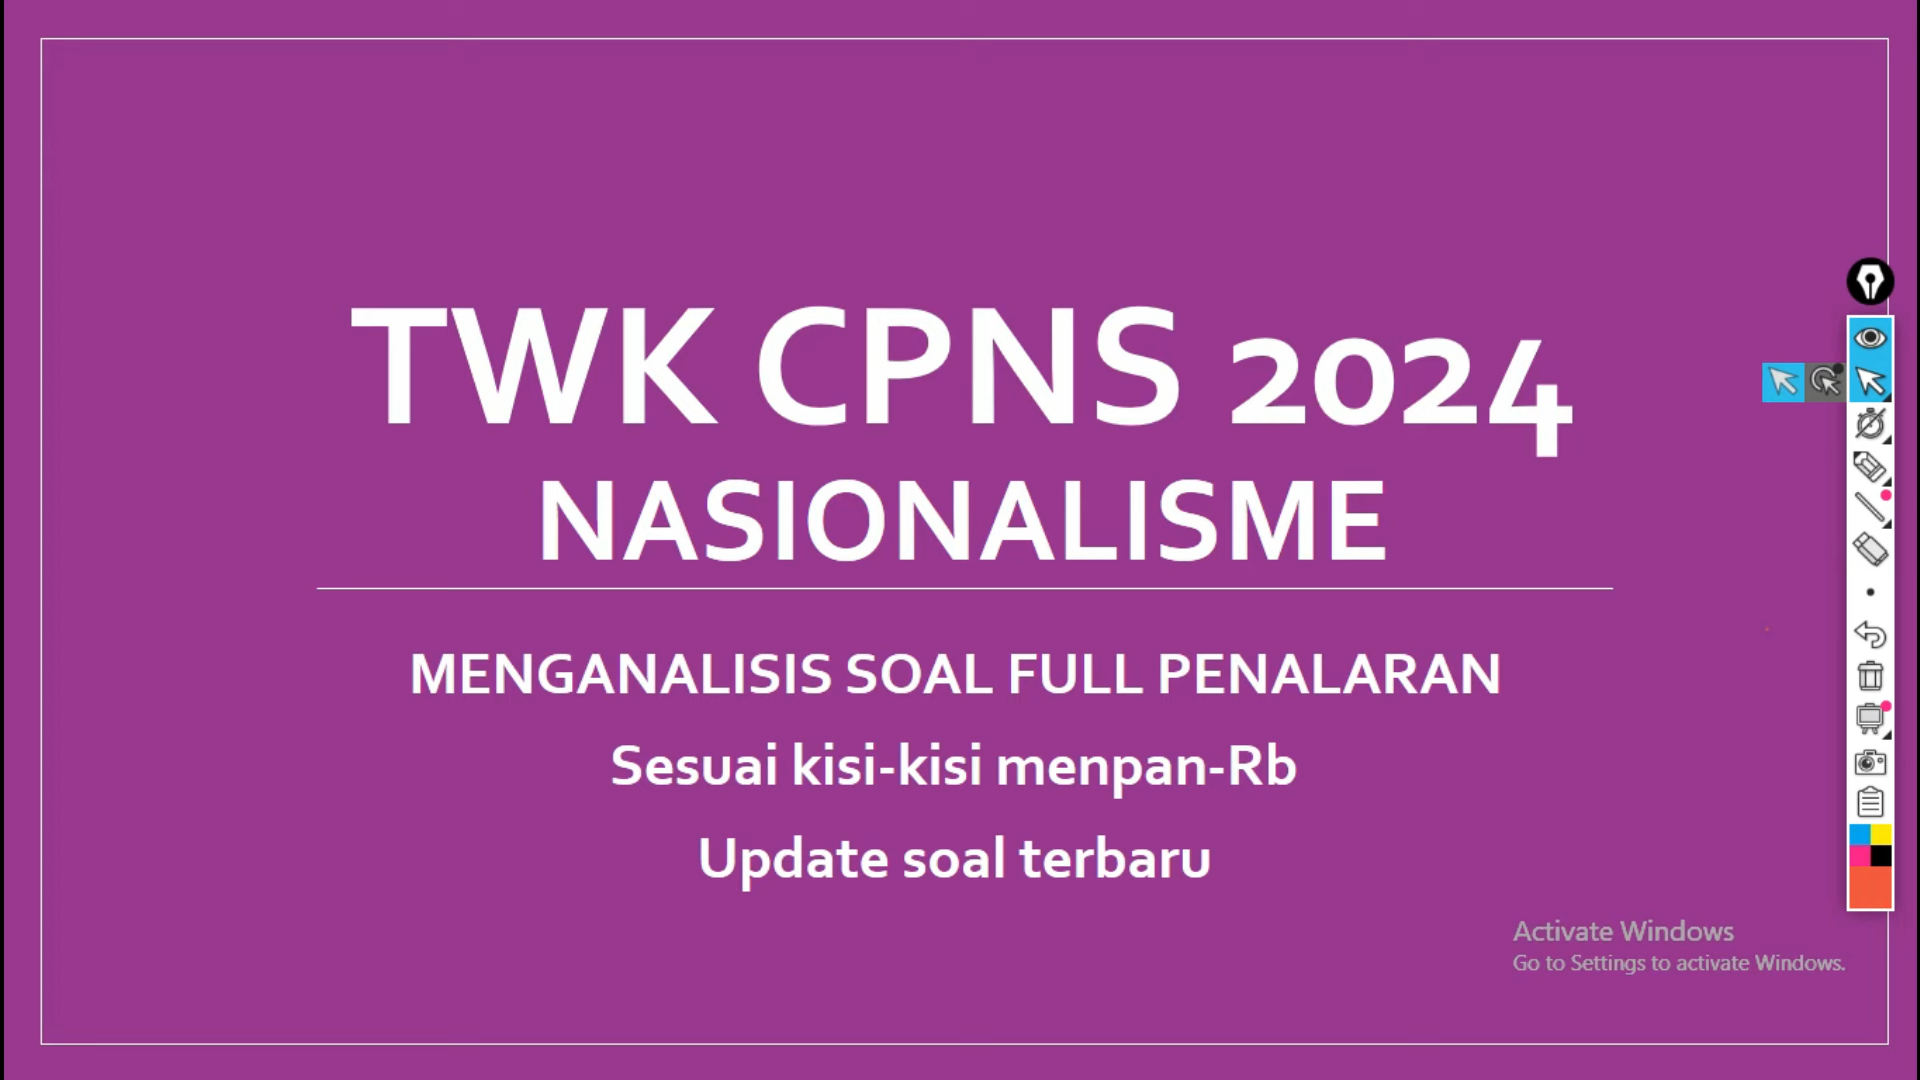 TWK CPNS 2024
NASIONALISME
MENGANALISIS SOAL FULL PENALARAN
Sesuai kisi-kisi menpan-Rb
Update soal terbaru
Activate Windows
Go to Settings to activate Windows.